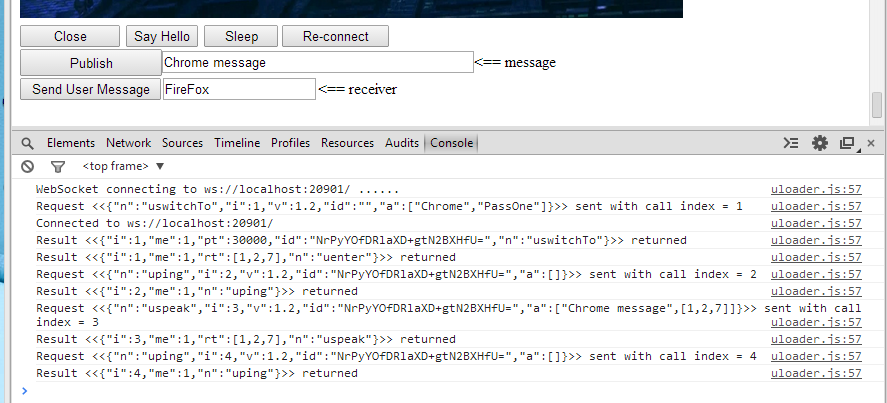 Close Say Hello Sleep Re-connect
Publish Chrome message <== message
Send User Message FireFox <== receiver
Elements Network Sources Timeline Profiles Resources Audits Console
<top frame> ▼
WebSocket connecting to ws://localhost:20901/ ...... uloader.js:57
Request <<{"n":"uswitchTo","i":1,"v":1.2,"id":"","a":["Chrome","PassOne"]}>> sent with call index = 1 uloader.js:57
Connected to ws://localhost:20901/ uloader.js:57
Result <<{"i":1,"me":1,"pt":30000,"id":"NrPyYOfDRlaXD+gtN2BXHfU=","n":"uswitchTo"}>> returned uloader.js:57
Result <<{"i":1,"me":1,"rt":[1,2,7],"n":"uenter"}>> returned uloader.js:57
Request <<{"n":"uping","i":2,"v":1.2,"id":"NrPyYOfDRlaXD+gtN2BXHfU=","a":[]}>> sent with call index = 2 uloader.js:57
Result <<{"i":2,"me":1,"n":"uping"}>> returned uloader.js:57
Request <<{"n":"uspeak","i":3,"v":1.2,"id":"NrPyYOfDRlaXD+gtN2BXHfU=","a":["Chrome message",[1,2,7]]}>> sent with call
index = 3 uloader.js:57
Result <<{"i":3,"me":1,"rt":[1,2,7],"n":"uspeak"}>> returned uloader.js:57
Request <<{"n":"uping","i":4,"v":1.2,"id":"NrPyYOfDRlaXD+gtN2BXHfU=","a":[]}>> sent with call index = 4 uloader.js:57
Result <<{"i":4,"me":1,"n":"uping"}>> returned uloader.js:57
>